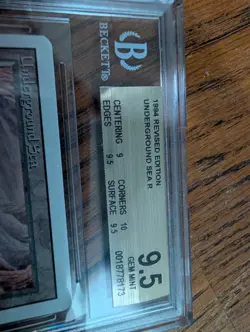 BECKETT®
1994 REVISED EDITION
UNDERGROUND SEA R
CENTERING 9 CORNERS 10
EDGES 9.5 SURFACE 9.5
9.5
GEM MINT
0018778173
Underground Sea